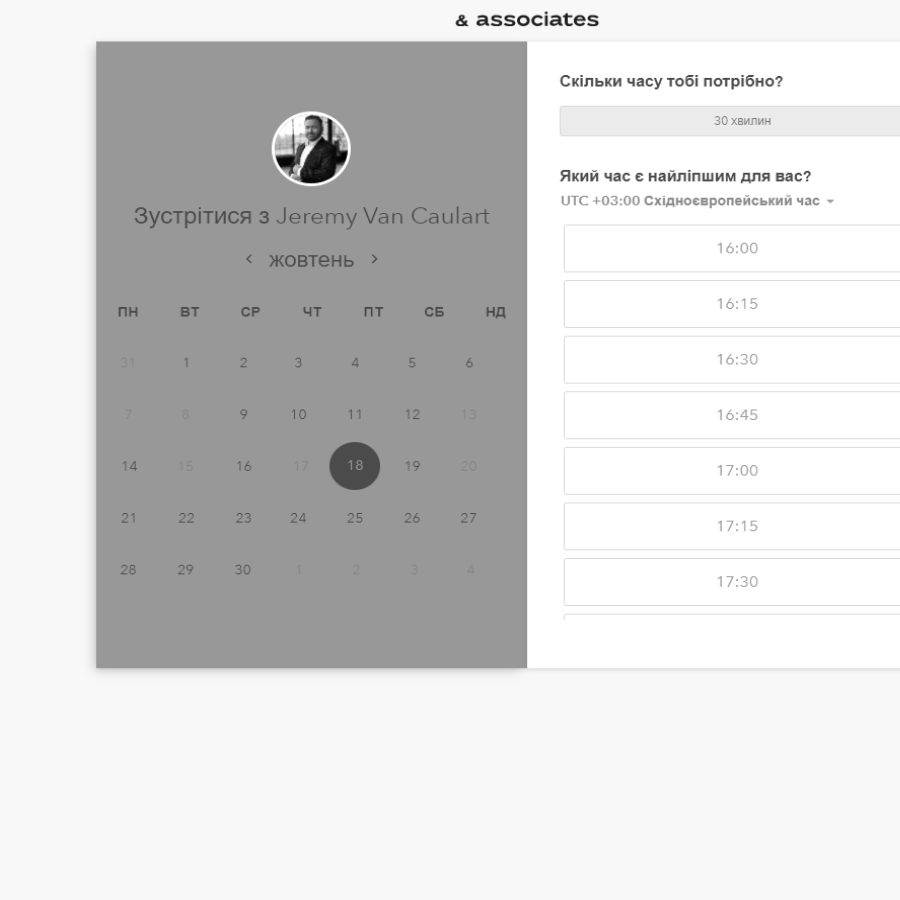 & associates
Зустрітися з Jeremy Van Caulart
жовтень
ПН ВТ СР ЧТ ПТ СБ НД
31 1 2 3 4 5 6
7 8 9 10 11 12 13
14 15 16 17 18 19 20
21 22 23 24 25 26 27
28 29 30 1 2 3 4
Скільки часу тобі потрібно?
30 хвилин
Який час є найліпшим для вас?
UTC +03:00 Східноєвропейський час
16:00
16:15
16:30
16:45
17:00
17:15
17:30